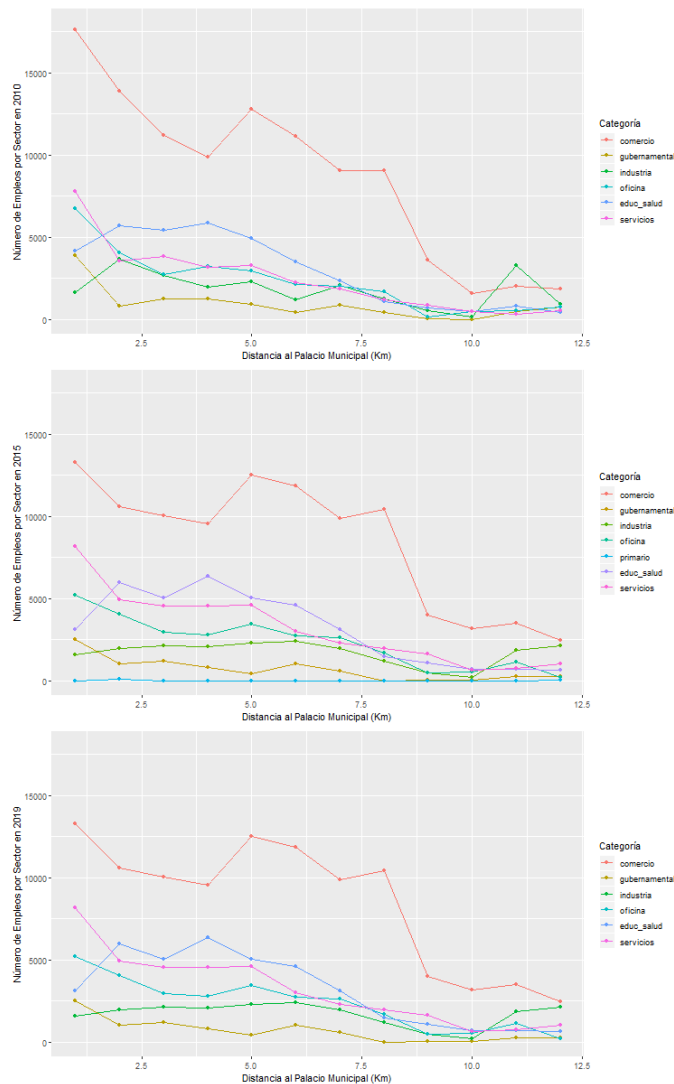 Número de Empleos por Sector en 2010
15000
10000
5000
0
2.5 5.0 7.5 10.0 12.5
Distancia al Palacio Municipal (Km)
Categoría
comercio
gubernamental
industria
oficina
educ_salud
servicios
Número de Empleos por Sector en 2015
15000
10000
5000
0
2.5 5.0 7.5 10.0 12.5
Distancia al Palacio Municipal (Km)
Categoría
comercio
gubernamental
industria
oficina
primario
educ_salud
servicios
Número de Empleos por Sector en 2019
15000
10000
5000
0
2.5 5.0 7.5 10.0 12.5
Distancia al Palacio Municipal (Km)
Categoría
comercio
gubernamental
industria
oficina
educ_salud
servicios